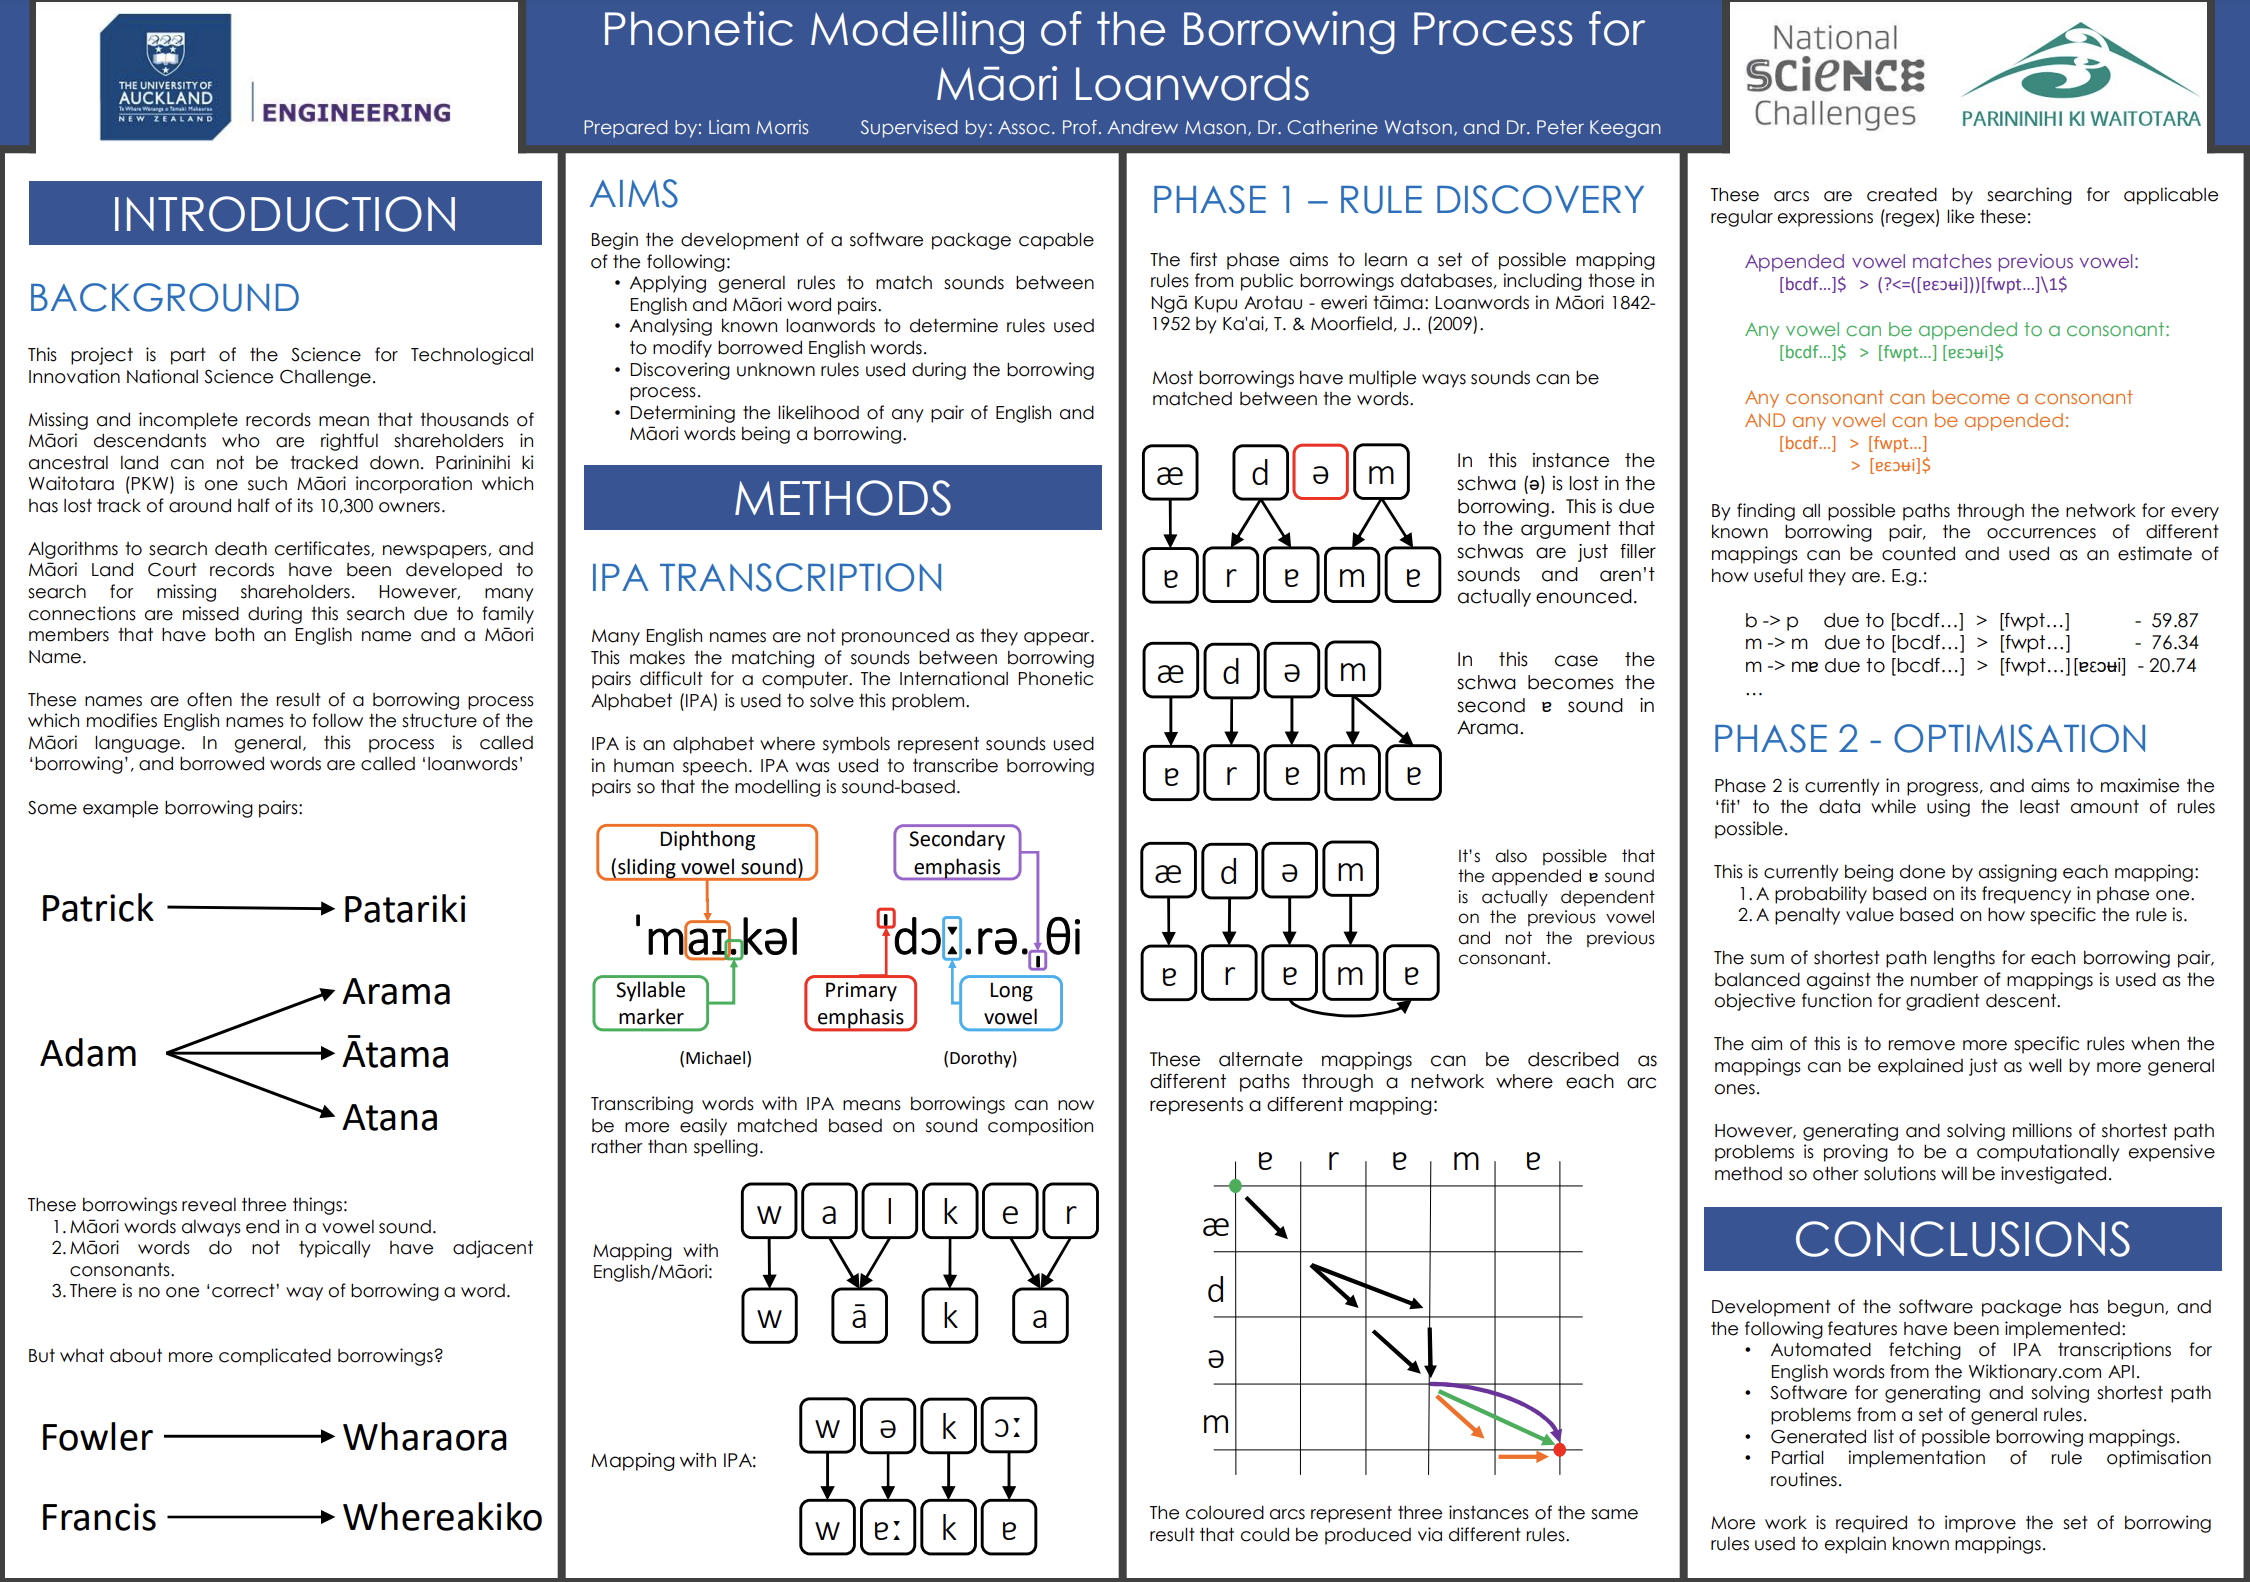 THE UNIVERSITY OF
AUCKLAND
Te Whare Wānanga o Tāmaki Makaurau
NEW ZEALAND
ENGINEERING
Phonetic Modelling of the Borrowing Process for
Māori Loanwords
Prepared by: Liam Morris Supervised by: Assoc. Prof. Andrew Mason, Dr. Catherine Watson, and Dr. Peter Keegan
National
SCiENCE
Challenges
PARININIHI KI WAITOTARA
INTRODUCTION
BACKGROUND
This project is part of the Science for Technological
Innovation National Science Challenge.
Missing and incomplete records mean that thousands of
Māori descendants who are rightful shareholders in
ancestral land can not be tracked down. Parininihi ki
Waitotara (PKW) is one such Māori incorporation which
has lost track of around half of its 10,300 owners.
Algorithms to search death certificates, newspapers, and
Māori Land Court records have been developed to
search for missing shareholders. However, many
connections are missed during this search due to family
members that have both an English name and a Māori
Name.
These names are often the result of a borrowing process
which modifies English names to follow the structure of the
Māori language. In general, this process is called
‘borrowing’, and borrowed words are called ‘loanwords’
Some example borrowing pairs:
Patrick Patariki
Arama
Adam Ātama
Atana
These borrowings reveal three things:
1. Māori words always end in a vowel sound.
2. Māori words do not typically have adjacent
consonants.
3. There is no one ‘correct’ way of borrowing a word.
But what about more complicated borrowings?
Fowler Wharaora
Francis Whereakiko
AIMS
Begin the development of a software package capable
of the following:
• Applying general rules to match sounds between
English and Māori word pairs.
• Analysing known loanwords to determine rules used
to modify borrowed English words.
• Discovering unknown rules used during the borrowing
process.
• Determining the likelihood of any pair of English and
Māori words being a borrowing.
METHODS
IPA TRANSCRIPTION
Many English names are not pronounced as they appear.
This makes the matching of sounds between borrowing
pairs difficult for a computer. The International Phonetic
Alphabet (IPA) is used to solve this problem.
IPA is an alphabet where symbols represent sounds used
in human speech. IPA was used to transcribe borrowing
pairs so that the modelling is sound-based.
Diphthong
(sliding vowel sound)
Secondary
emphasis
ˈmaɪ.kəl ˈdɔː.rə.ˌθi
Syllable
marker
Primary
emphasis
Long
vowel
(Michael) (Dorothy)
Transcribing words with IPA means borrowings can now
be more easily matched based on sound composition
rather than spelling.
w a l k e r
Mapping with
English/Māori:
w ā k a
w ə k ɔː
Mapping with IPA:
w ɐː k ɐ
PHASE 1 – RULE DISCOVERY
The first phase aims to learn a set of possible mapping
rules from public borrowings databases, including those in
Ngā Kupu Arotau - eweri tāima: Loanwords in Māori 1842-
1952 by Ka'ai, T. & Moorfield, J.. (2009).
Most borrowings have multiple ways sounds can be
matched between the words.
æ d ə m
ɐ r ɐ m ɐ
In this instance the
schwa (ə) is lost in the
borrowing. This is due
to the argument that
schwas are just filler
sounds and aren’t
actually enounced.
æ d ə m
ɐ r ɐ m ɐ
In this case the
schwa becomes the
second ɐ sound in
Arama.
æ d ə m
ɐ r ɐ m ɐ
It’s also possible that
the appended ɐ sound
is actually dependent
on the previous vowel
and not the previous
consonant.
These alternate mappings can be described as
different paths through a network where each arc
represents a different mapping:
ɐ r ɐ m ɐ
æ
d
ə
m
The coloured arcs represent three instances of the same
result that could be produced via different rules.
These arcs are created by searching for applicable
regular expressions (regex) like these:
Appended vowel matches previous vowel:
[bcdf...]$ > (?<=([ɐɛɔʉi]))[fwpt...]\1$
Any vowel can be appended to a consonant:
[bcdf...]$ > [fwpt...] [ɐɛɔʉi]$
Any consonant can become a consonant
AND any vowel can be appended:
[bcdf...] > [fwpt...]
> [ɐɛɔʉi]$
By finding all possible paths through the network for every
known borrowing pair, the occurrences of different
mappings can be counted and used as an estimate of
how useful they are. E.g.:
b -> p due to [bcdf...] > [fwpt...] - 59.87
m -> m due to [bcdf...] > [fwpt...] - 76.34
m -> mɐ due to [bcdf...] > [fwpt...][ɐɛɔʉi] - 20.74
...
PHASE 2 - OPTIMISATION
Phase 2 is currently in progress, and aims to maximise the
‘fit’ to the data while using the least amount of rules
possible.
This is currently being done by assigning each mapping:
1. A probability based on its frequency in phase one.
2. A penalty value based on how specific the rule is.
The sum of shortest path lengths for each borrowing pair,
balanced against the number of mappings is used as the
objective function for gradient descent.
The aim of this is to remove more specific rules when the
mappings can be explained just as well by more general
ones.
However, generating and solving millions of shortest path
problems is proving to be a computationally expensive
method so other solutions will be investigated.
CONCLUSIONS
Development of the software package has begun, and
the following features have been implemented:
• Automated fetching of IPA transcriptions for
English words from the Wiktionary.com API.
• Software for generating and solving shortest path
problems from a set of general rules.
• Generated list of possible borrowing mappings.
• Partial implementation of rule optimisation
routines.
More work is required to improve the set of borrowing
rules used to explain known mappings.